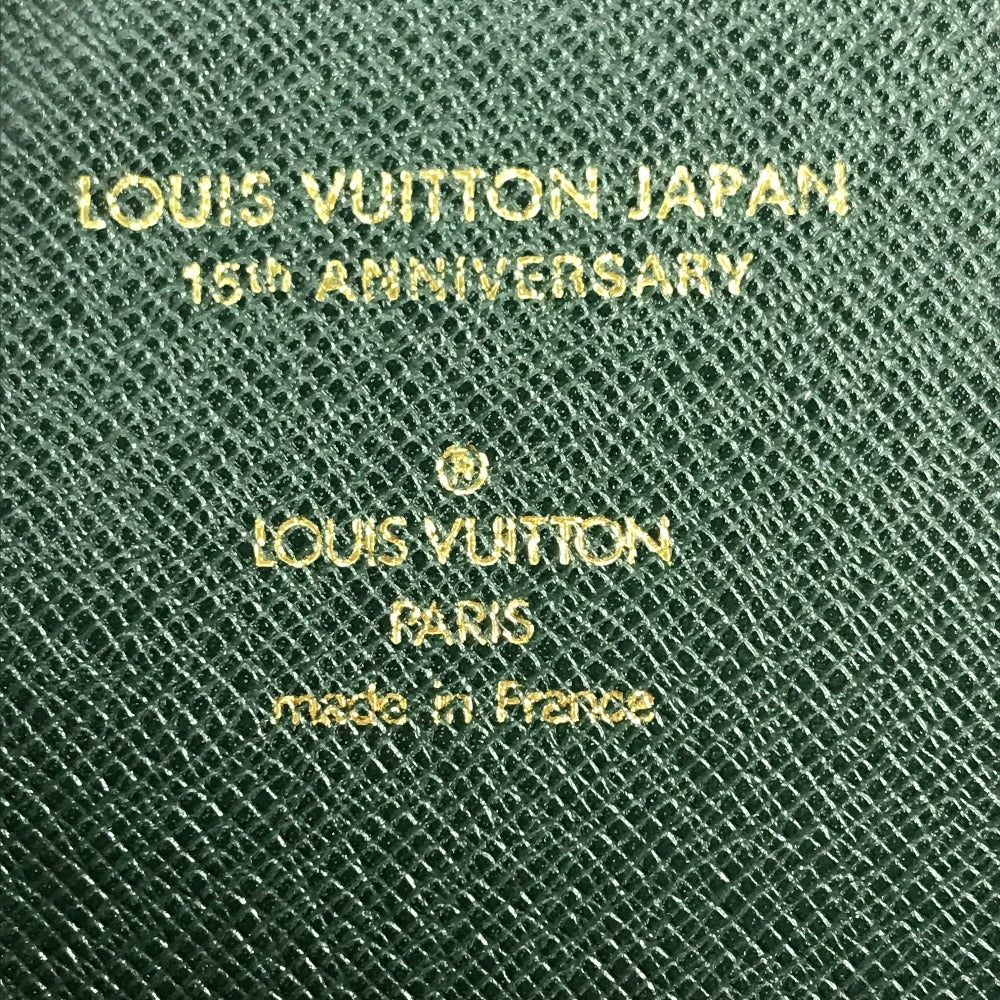 LOUIS VUITTON JAPAN
15th ANNIVERSARY
®
LOUIS VUITTON
PARIS
made in France